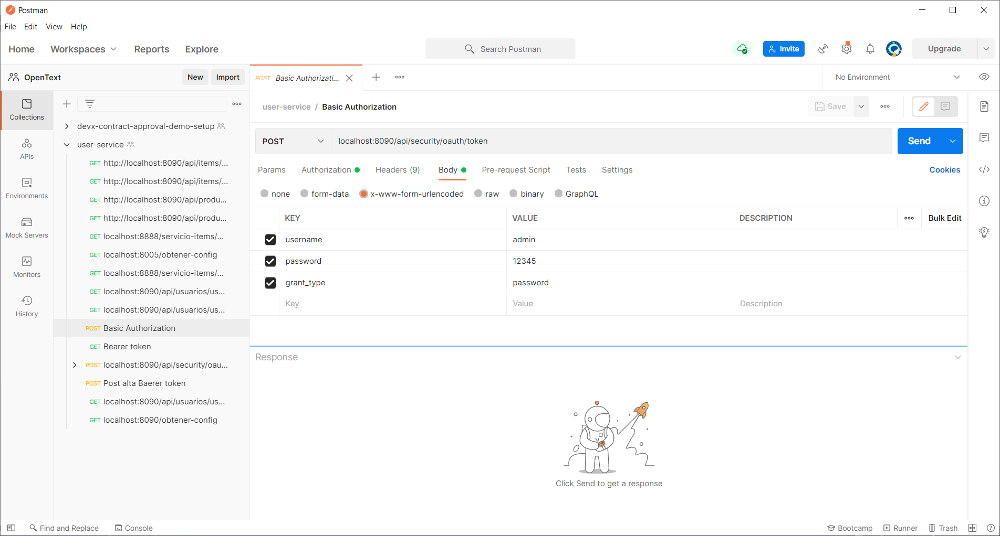 Postman
File Edit View Help
Home Workspaces Reports Explore Search Postman Invite Upgrade
OpenText New Import POST Basic Authorizati... No Environment
Collections
APIs
Environments
Mock Servers
Monitors
History
devx-contract-approval-demo-setup
user-service
GET http://localhost:8090/api/items/...
GET http://localhost:8090/api/items/...
GET http://localhost:8090/api/produ...
GET http://localhost:8090/api/produ...
GET localhost:8888/servicio-items/...
GET localhost:8005/obtener-config
GET localhost:8888/servicio-items/...
GET localhost:8090/api/usuarios/us...
GET localhost:8090/api/usuarios/us...
POST Basic Authorization
GET Bearer token
POST localhost:8090/api/security/oau...
POST Post alta Baerer token
GET localhost:8090/api/usuarios/us...
GET localhost:8090/obtener-config
user-service / Basic Authorization Save
POST localhost:8090/api/security/oauth/token Send
Params Authorization Headers (9) Body Pre-request Script Tests Settings Cookies
none form-data x-www-form-urlencoded raw binary GraphQL
KEY VALUE DESCRIPTION Bulk Edit
username admin
password 12345
grant_type password
Key Value Description
Response
Click Send to get a response
Find and Replace Console Bootcamp Runner Trash